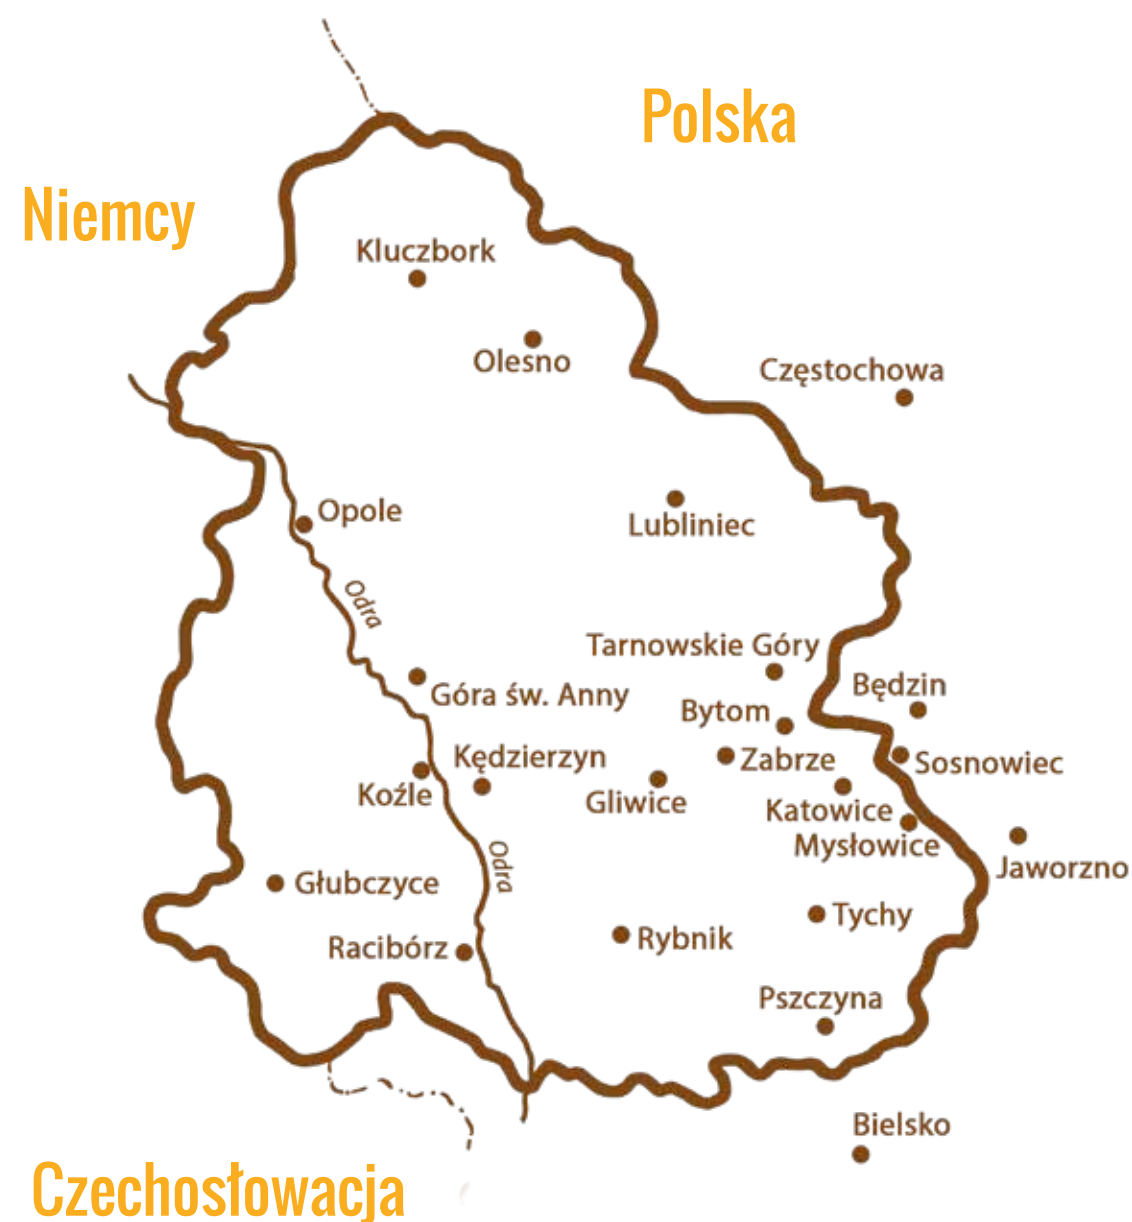 Polska
Niemcy
Kluczbork
Olesno
Częstochowa
Opole
Lubliniec
Odra
Tarnowskie Góry
Będzin
Góra św. Anny
Bytom
Kędzierzyn
Zabrze
Sosnowiec
Koźle
Gliwice
Katowice
Mysłowice
Odra
Jaworzno
Głubczyce
Tychy
Racibórz
Rybnik
Pszczyna
Bielsko
Czechosłowacja